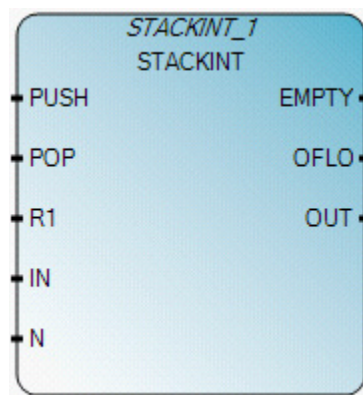 STACKINT_1
STACKINT
PUSH EMPTY
POP OFLO
R1 OUT
IN
N